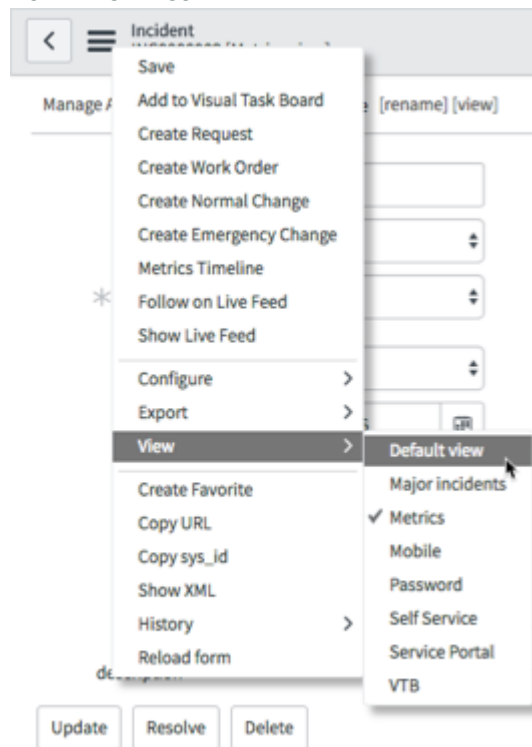 Incident
Save
Manage A
Add to Visual Task Board
[rename] [view]
Create Request
Create Work Order
Create Normal Change
Create Emergency Change
Metrics Timeline
Follow on Live Feed
Show Live Feed
Configure
Export
View
Default view
Major incidents
Create Favorite
Metrics
Copy URL
Mobile
Copy sys_id
Password
Show XML
Self Service
History
Service Portal
Reload form
VTB
Update Resolve Delete